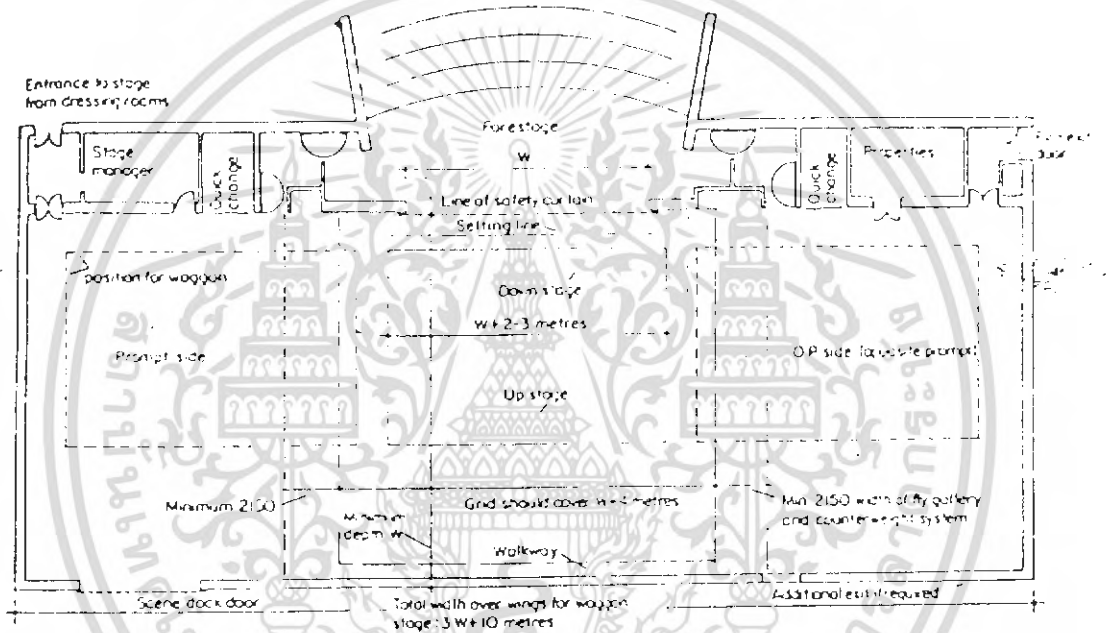 Entrance to stage
from dressing rooms
Forestage
Stage
manager
Quick
change
W
Quick
change
Properties
door
Line of safety curtain
Setting line
position for waggon
Down stage
W+2-3 metres
Prompt side
O.P. side (opposite prompt)
Up stage
Minimum 2150
Grid should cover W+4 metres
Min. 2150 width of fly gallery
and counterweight system
Minimum
depth W
Walkway
Scene dock door
Total width over wings for waggon
stage: 3W+10 metres
Additional exit if required